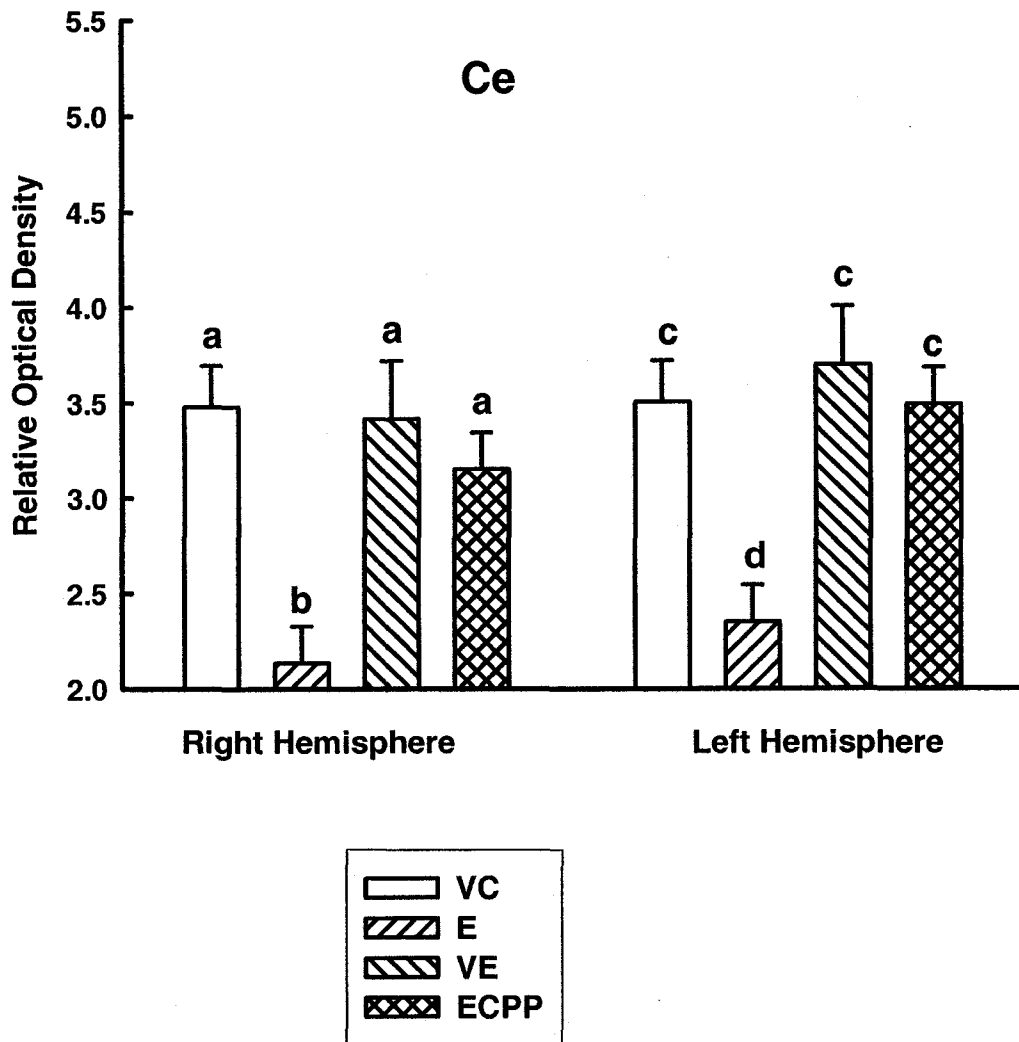 Ce
Relative Optical Density
5.5
5.0
4.5
4.0
3.5
3.0
2.5
2.0
a
b
a
a
c
d
c
c
Right Hemisphere
Left Hemisphere
VC
E
VE
ECPP